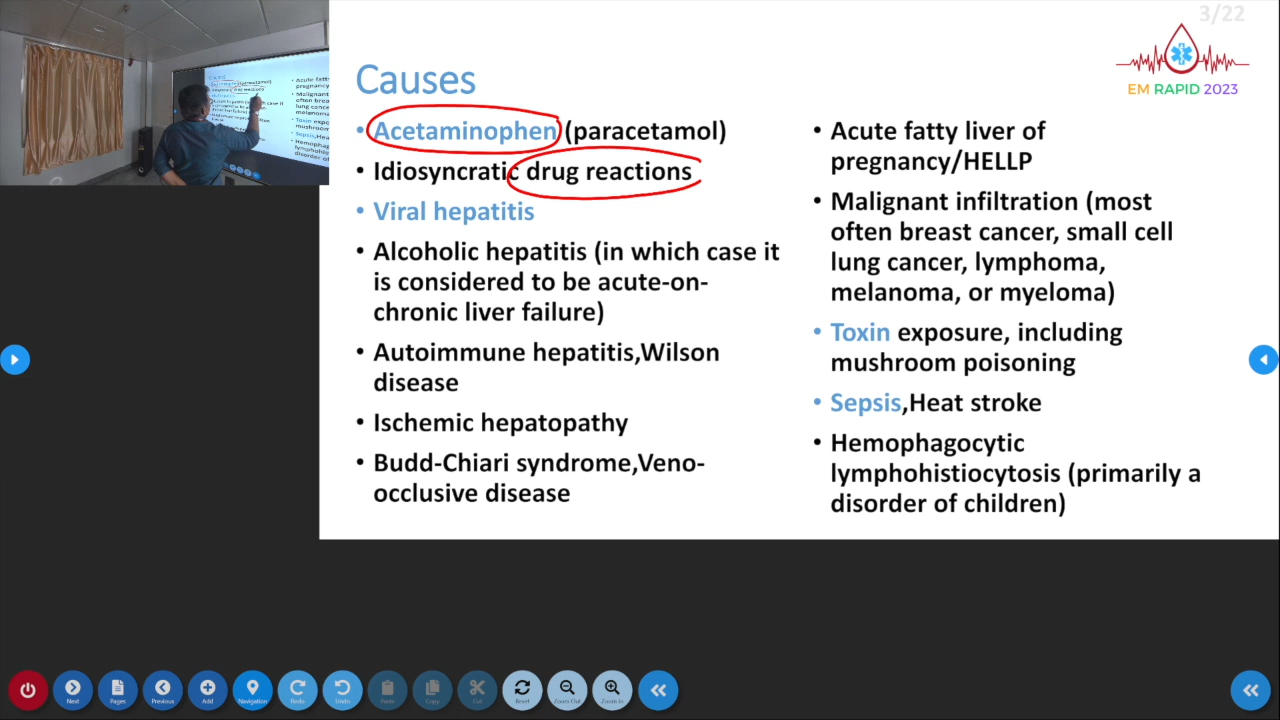 3/22
EM RAPID 2023
Causes
• Acetaminophen (paracetamol)
• Idiosyncratic drug reactions
• Viral hepatitis
• Alcoholic hepatitis (in which case it
is considered to be acute-on-
chronic liver failure)
• Autoimmune hepatitis,Wilson
disease
• Ischemic hepatopathy
• Budd-Chiari syndrome,Veno-
occlusive disease
• Acute fatty liver of
pregnancy/HELLP
• Malignant infiltration (most
often breast cancer, small cell
lung cancer, lymphoma,
melanoma, or myeloma)
• Toxin exposure, including
mushroom poisoning
• Sepsis,Heat stroke
• Hemophagocytic
lymphohistiocytosis (primarily a
disorder of children)
Next
Pages
Previous
Add
Navigation
Redo
Undo
Paste
Copy
Cut
Reset
Zoom Out
Zoom In